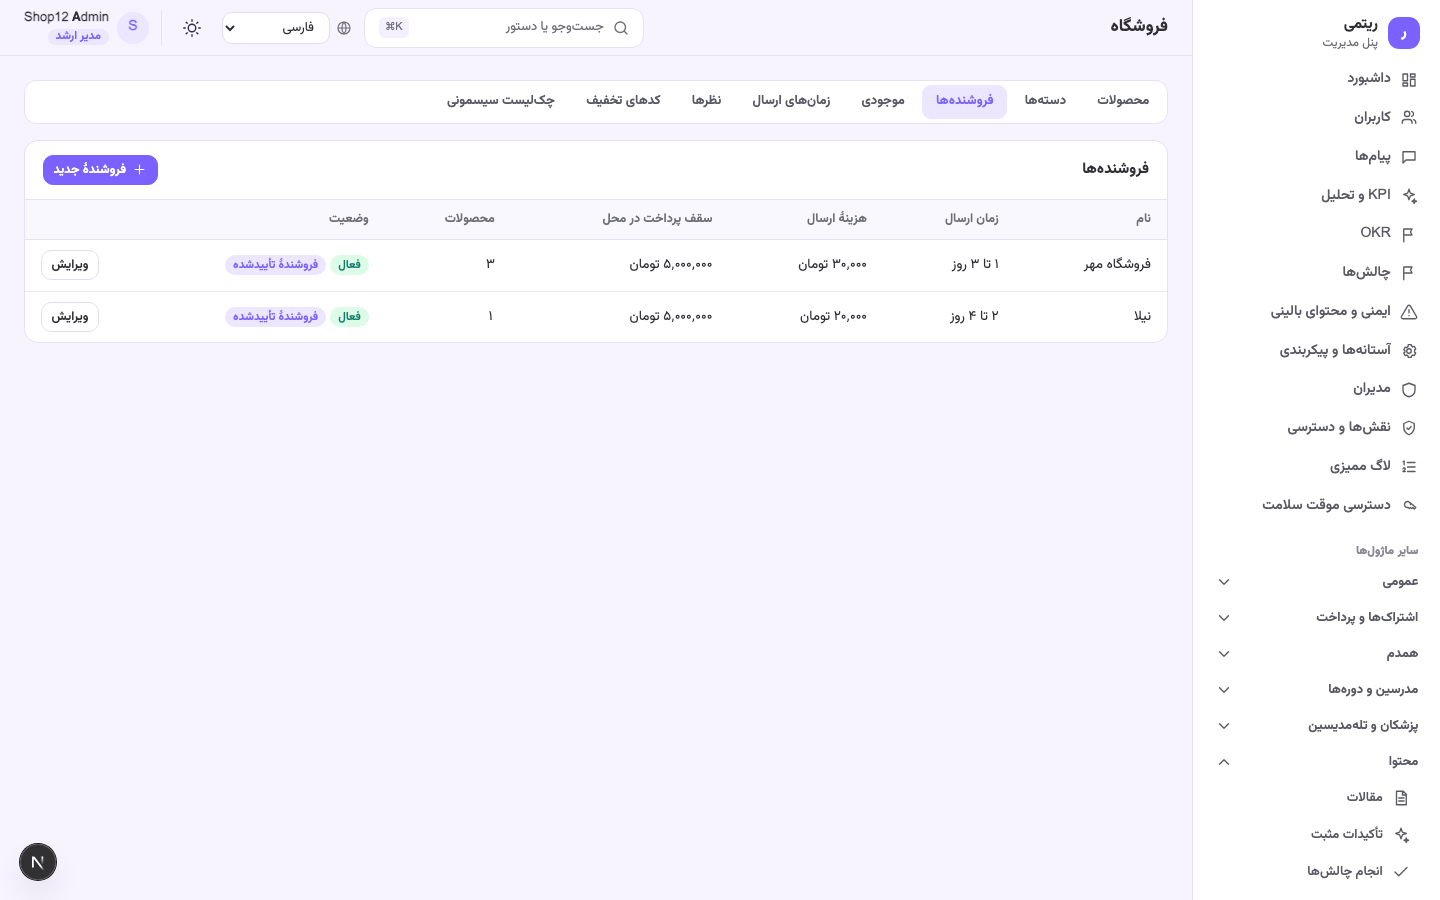 ر
ریتمی
پنل مدیریت
داشبورد
کاربران
پیام‌ها
KPI و تحلیل
OKR
چالش‌ها
ایمنی و محتوای بالینی
آستانه‌ها و پیکربندی
مدیران
نقش‌ها و دسترسی
لاگ ممیزی
دسترسی موقت سلامت
سایر ماژول‌ها
عمومی
اشتراک‌ها و پرداخت
همدم
مدرسین و دوره‌ها
پزشکان و تله‌مدیسین
محتوا
مقالات
تأکیدات مثبت
انجام چالش‌ها
فروشگاه
جست‌وجو یا دستور ⌘K
فارسی
S
Shop12 Admin
مدیر ارشد
محصولات دسته‌ها فروشنده‌ها موجودی زمان‌های ارسال نظرها کدهای تخفیف چک‌لیست سیسمونی
فروشنده‌ها
فروشندهٔ جدید
نام زمان ارسال هزینهٔ ارسال سقف پرداخت در محل محصولات وضعیت
فروشگاه مهر ۱ تا ۳ روز ۳۰٬۰۰۰ تومان ۵٬۰۰۰٬۰۰۰ تومان ۳ فعال فروشندهٔ تأییدشده ویرایش
نیلا ۲ تا ۴ روز ۲۰٬۰۰۰ تومان ۵٬۰۰۰٬۰۰۰ تومان ۱ فعال فروشندهٔ تأییدشده ویرایش
N